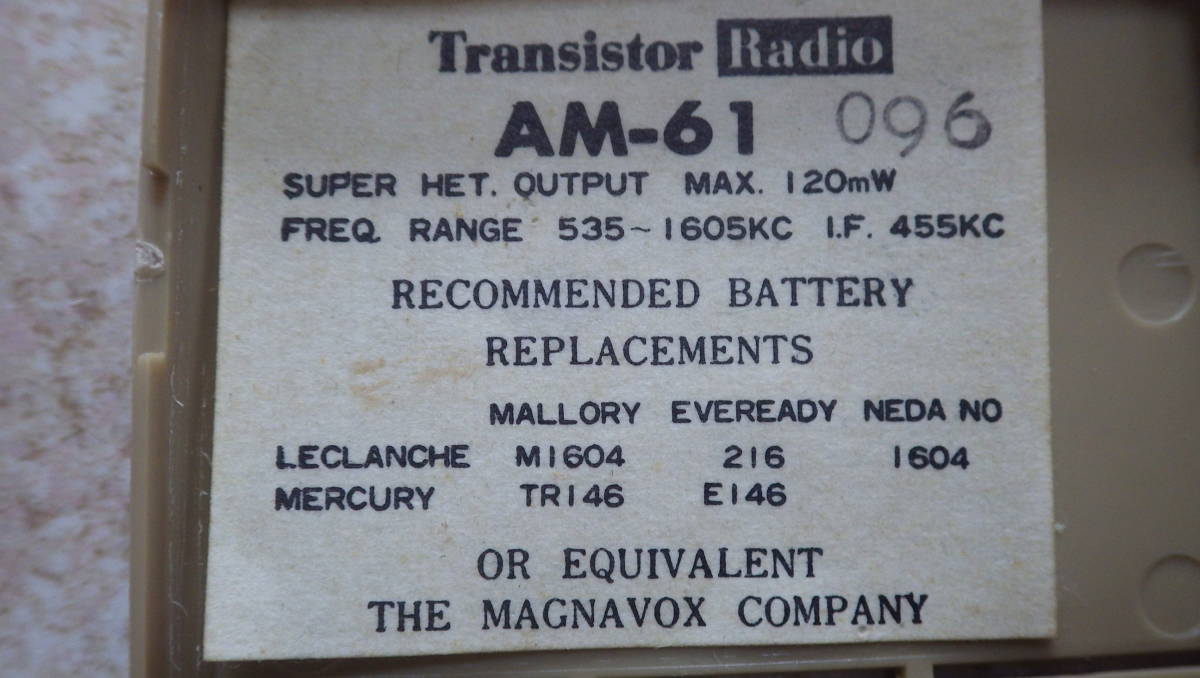 Transistor Radio
AM-61 096
SUPER HET. OUTPUT MAX. 120mW
FREQ. RANGE 535~1605KC I.F. 455KC
RECOMMENDED BATTERY
REPLACEMENTS
MALLORY EVEREADY NEDA NO
LECLANCHE M1604 216 1604
MERCURY TR146 E146
OR EQUIVALENT
THE MAGNAVOX COMPANY